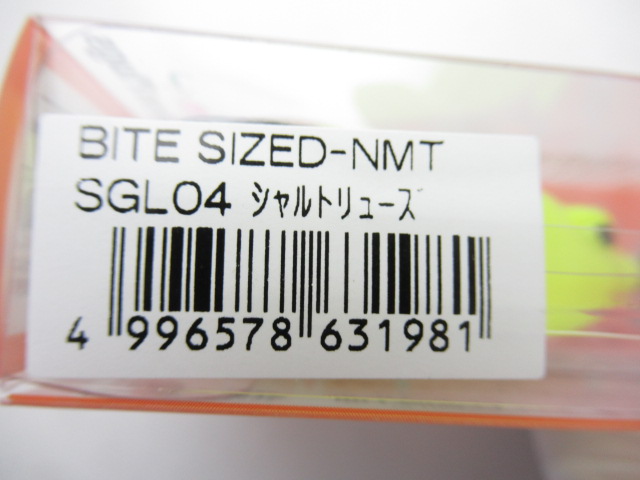 BITE SIZED-NMT
SGL04 ｼｬﾙﾄﾘｭｰｽﾞ
4 996578 631981